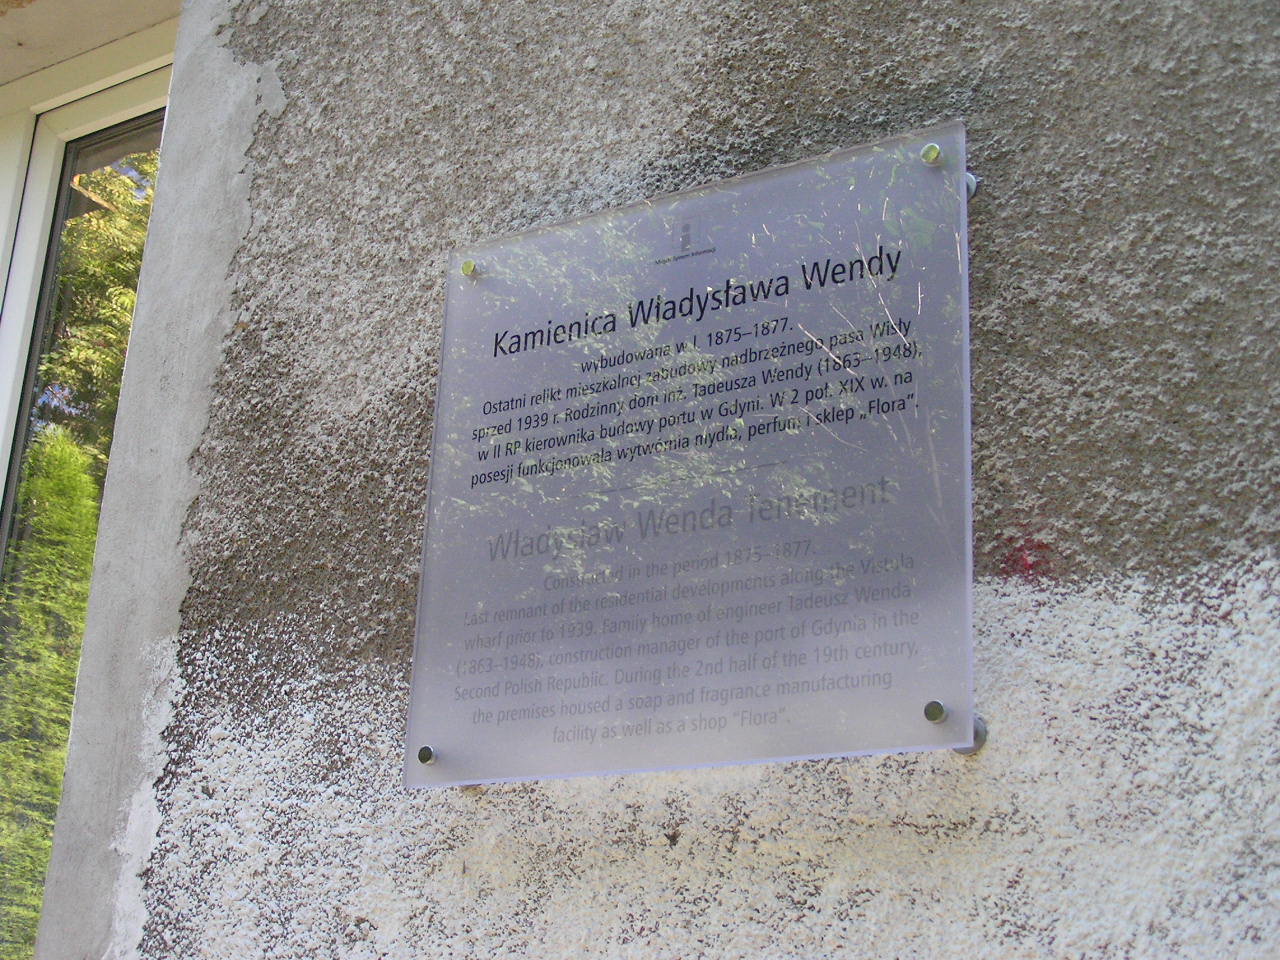 i
Miejski System Informacji
Kamienica Władysława Wendy
wybudowana w l. 1875–1877.
Ostatni relikt mieszkalnej zabudowy nadbrzeżnego pasa Wisły
sprzed 1939 r. Rodzinny dom inż. Tadeusza Wendy (1863–1948),
w II RP kierownika budowy portu w Gdyni. W 2 poł. XIX w. na
posesji funkcjonowała wytwórnia mydła, perfum i sklep „Flora”.
Władysław Wenda Tenement
Constructed in the period 1875–1877.
Last remnant of the residential developments along the Vistula
wharf prior to 1939. Family home of engineer Tadeusz Wenda
(1863–1948), construction manager of the port of Gdynia in the
Second Polish Republic. During the 2nd half of the 19th century,
the premises housed a soap and fragrance manufacturing
facility as well as a shop “Flora”.